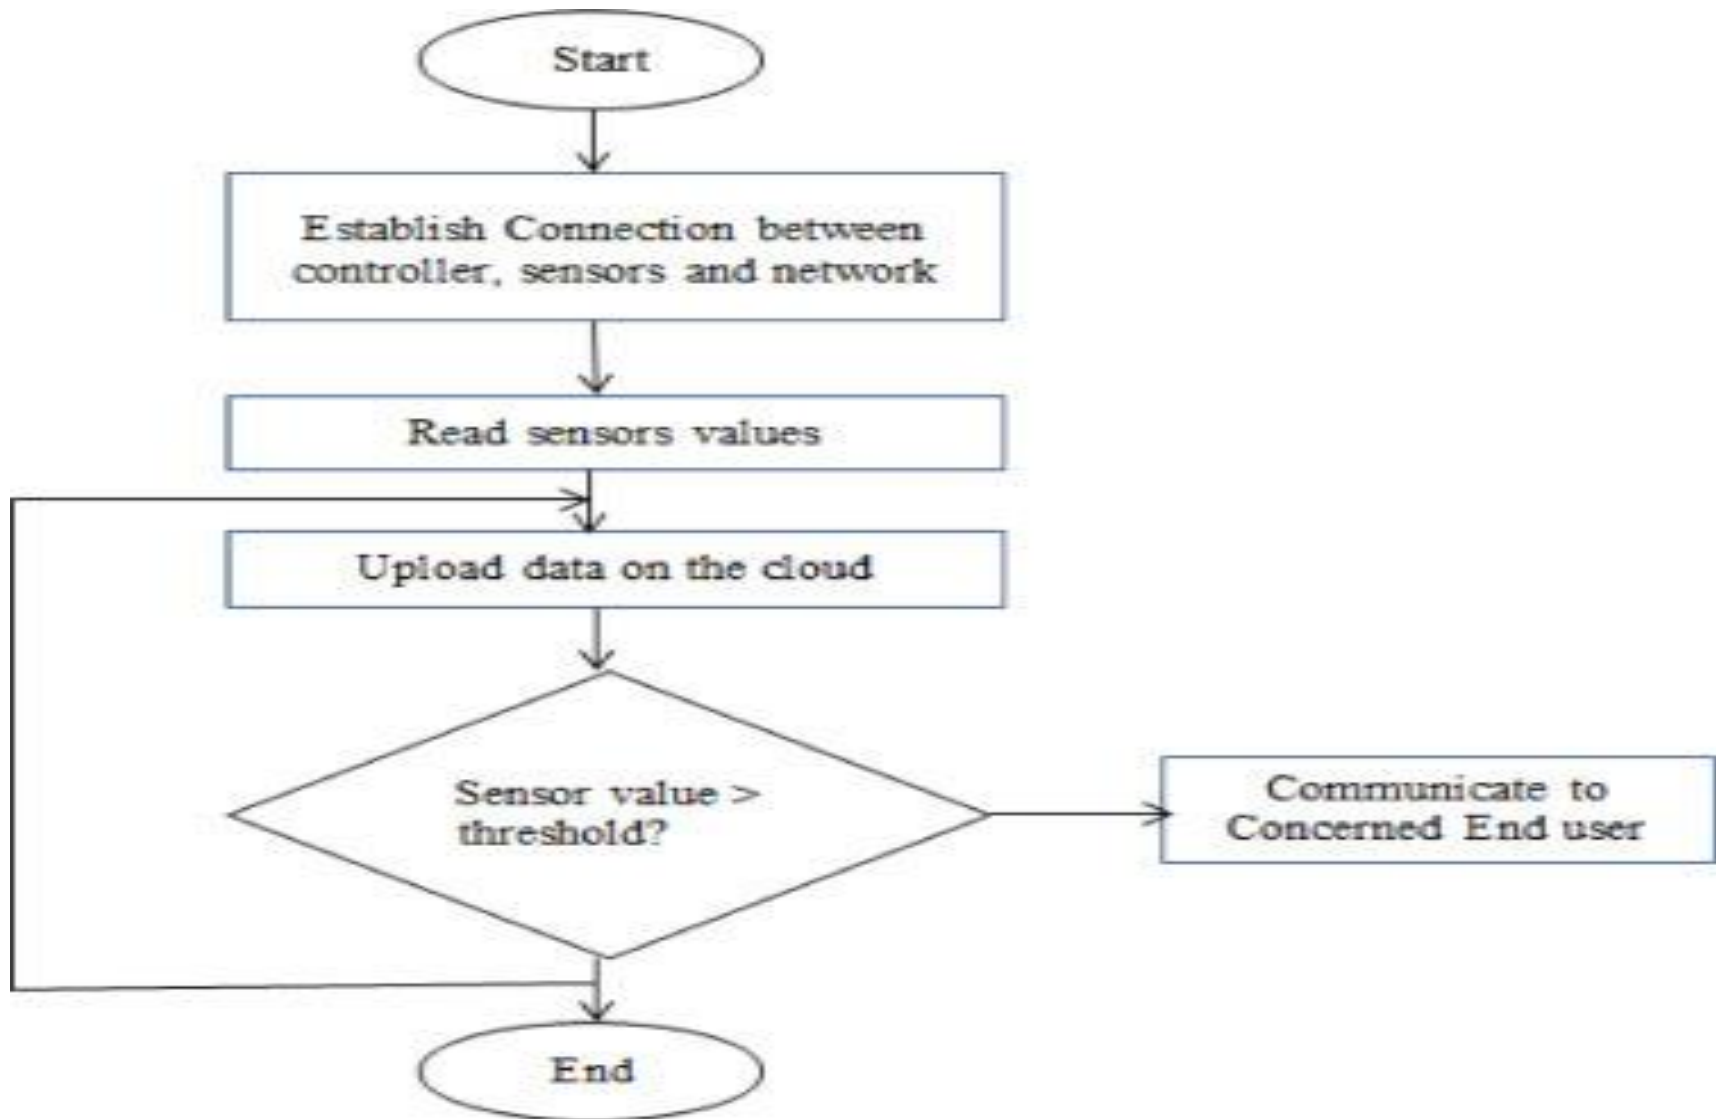 Start
Establish Connection between
controller, sensors and network
Read sensors values
Upload data on the cloud
Sensor value >
threshold?
Communicate to
Concerned End user
End